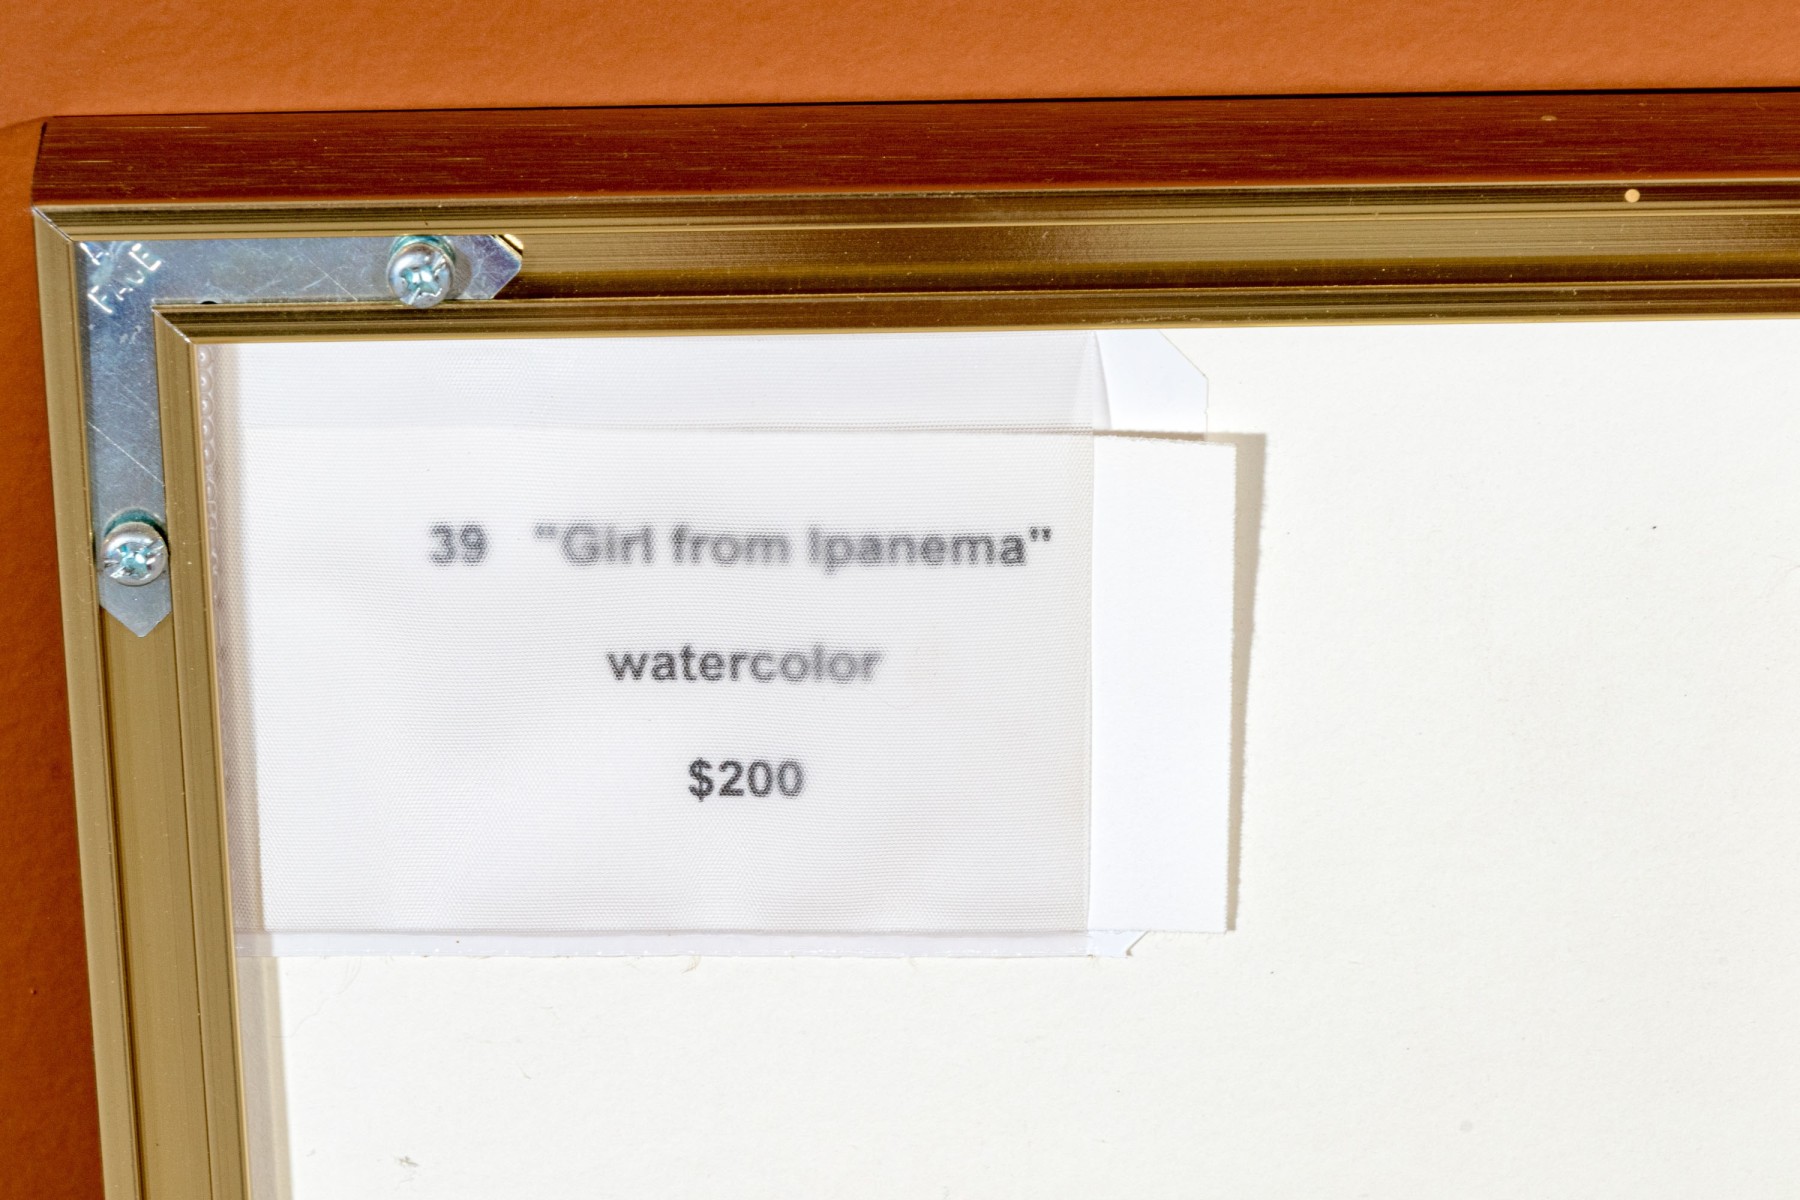 39 "Girl from Ipanema"
watercolor
$200